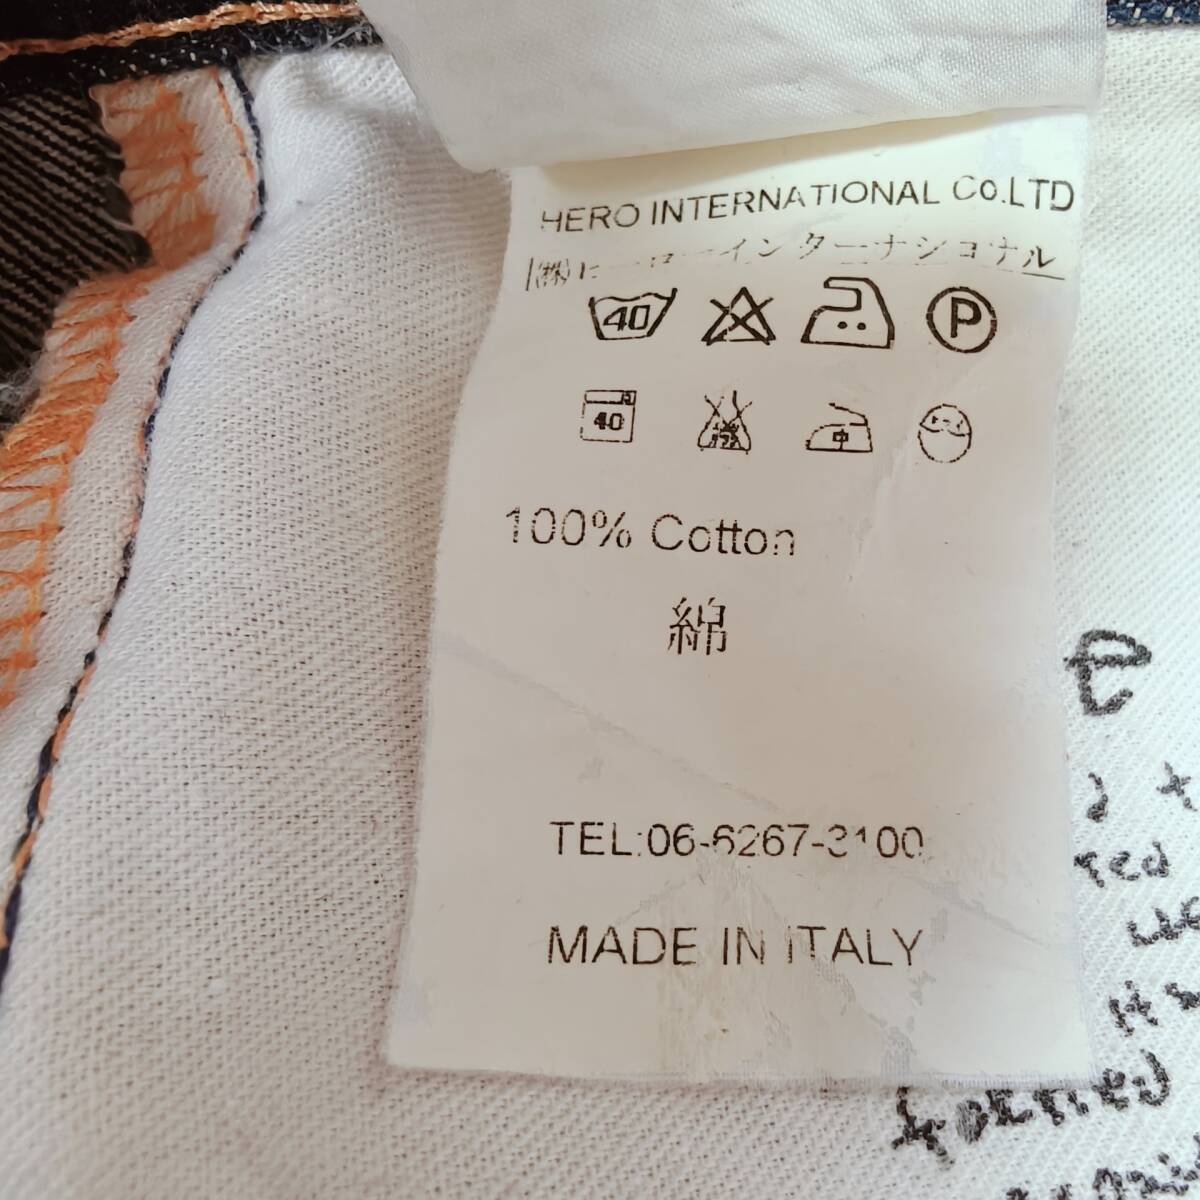 HERO INTERNATIONAL Co.LTD
㈱ヒーローインターナショナル
40 P
40 中
100% Cotton
綿
TEL:06-6267-3100
MADE IN ITALY
e